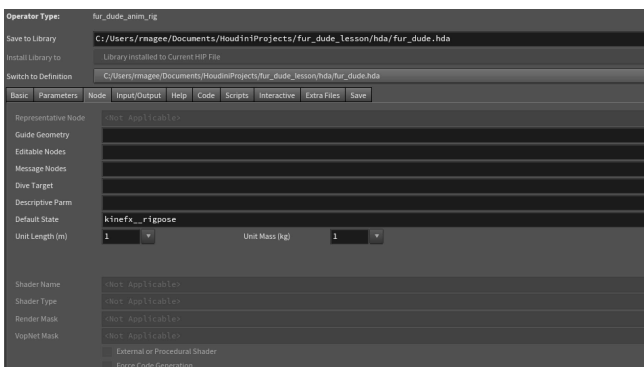 Operator Type: fur_dude_anim_rig
Save to Library C:/Users/rmagee/Documents/HoudiniProjects/fur_dude_lesson/hda/fur_dude.hda
Install Library to Library installed to Current HIP File
Switch to Definition C:/Users/rmagee/Documents/HoudiniProjects/fur_dude_lesson/hda/fur_dude.hda
Basic Parameters Node Input/Output Help Code Scripts Interactive Extra Files Save
Representative Node <Not Applicable>
Guide Geometry
Editable Nodes
Message Nodes
Dive Target
Descriptive Parm
Default State kinefx__rigpose
Unit Length (m) 1 Unit Mass (kg) 1
Shader Name <Not Applicable>
Shader Type <Not Applicable>
Render Mask <Not Applicable>
VopNet Mask <Not Applicable>
External or Procedural Shader
Force Code Generation